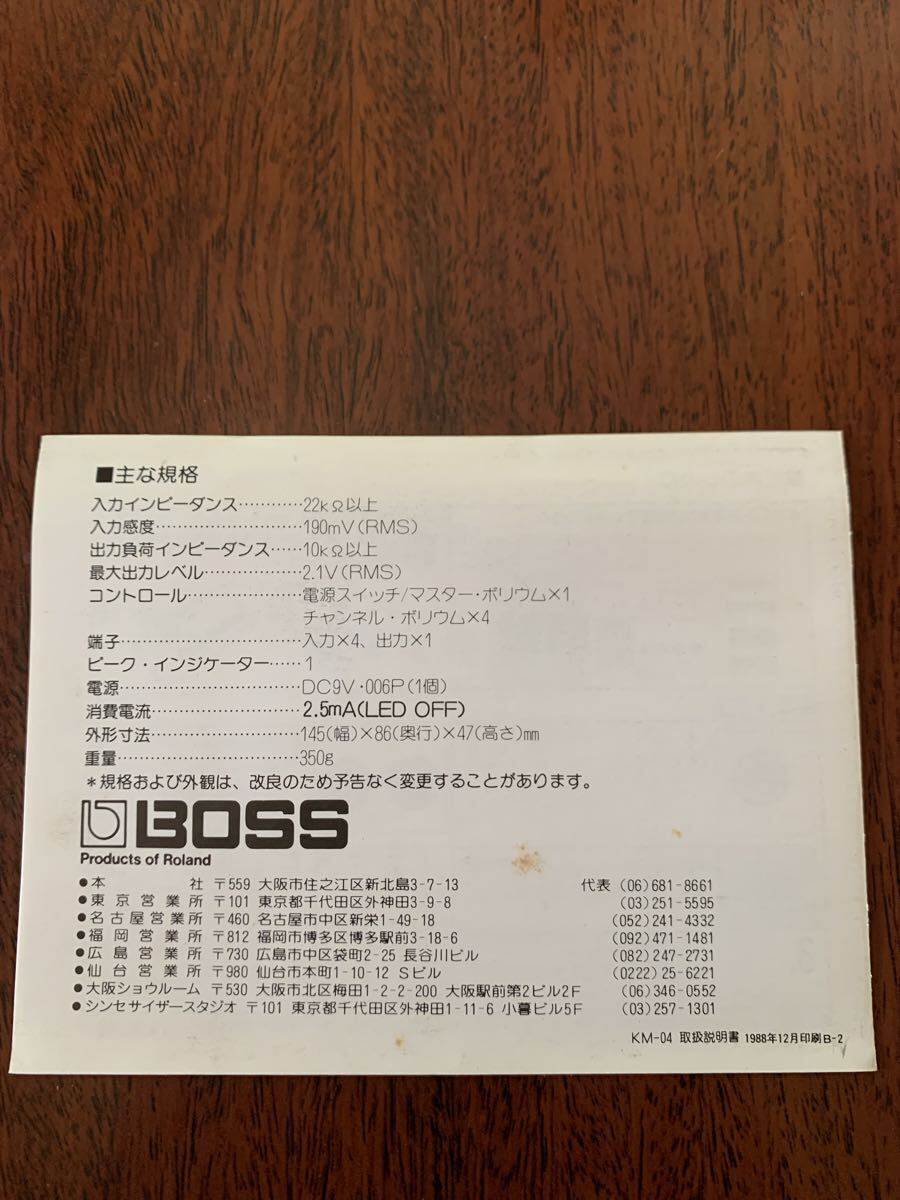 ■主な規格
入力インピーダンス…………22kΩ以上
入力感度………………………190mV(RMS)
出力負荷インピーダンス……10kΩ以上
最大出力レベル………………2.1V(RMS)
コントロール…………………電源スイッチ/マスター・ボリウム×1
チャンネル・ボリウム×4
端子……………………………入力×4、出力×1
ピーク・インジケーター……1
電源……………………………DC9V・006P(1個)
消費電流………………………2.5mA(LED OFF)
外形寸法………………………145(幅)×86(奥行)×47(高さ)mm
重量……………………………350g
*規格および外観は、改良のため予告なく変更することがあります。
BOSS
Products of Roland
●本社 〒559 大阪市住之江区新北島3-7-13 代表 (06)681-8661
●東京営業所 〒101 東京都千代田区外神田3-9-8 (03)251-5595
●名古屋営業所 〒460 名古屋市中区新栄1-49-18 (052)241-4332
●福岡営業所 〒812 福岡市博多区博多駅前3-18-6 (092)471-1481
●広島営業所 〒730 広島市中区袋町2-25 長谷川ビル (082)247-2731
●仙台営業所 〒980 仙台市本町1-10-12 Sビル (0222)25-6221
●大阪ショウルーム 〒530 大阪市北区梅田1-2-2-200 大阪駅前第2ビル2F (06)346-0552
●シンセサイザースタジオ 〒101 東京都千代田区外神田1-11-6 小暮ビル5F (03)257-1301
KM-04 取扱説明書 1988年12月印刷B-2